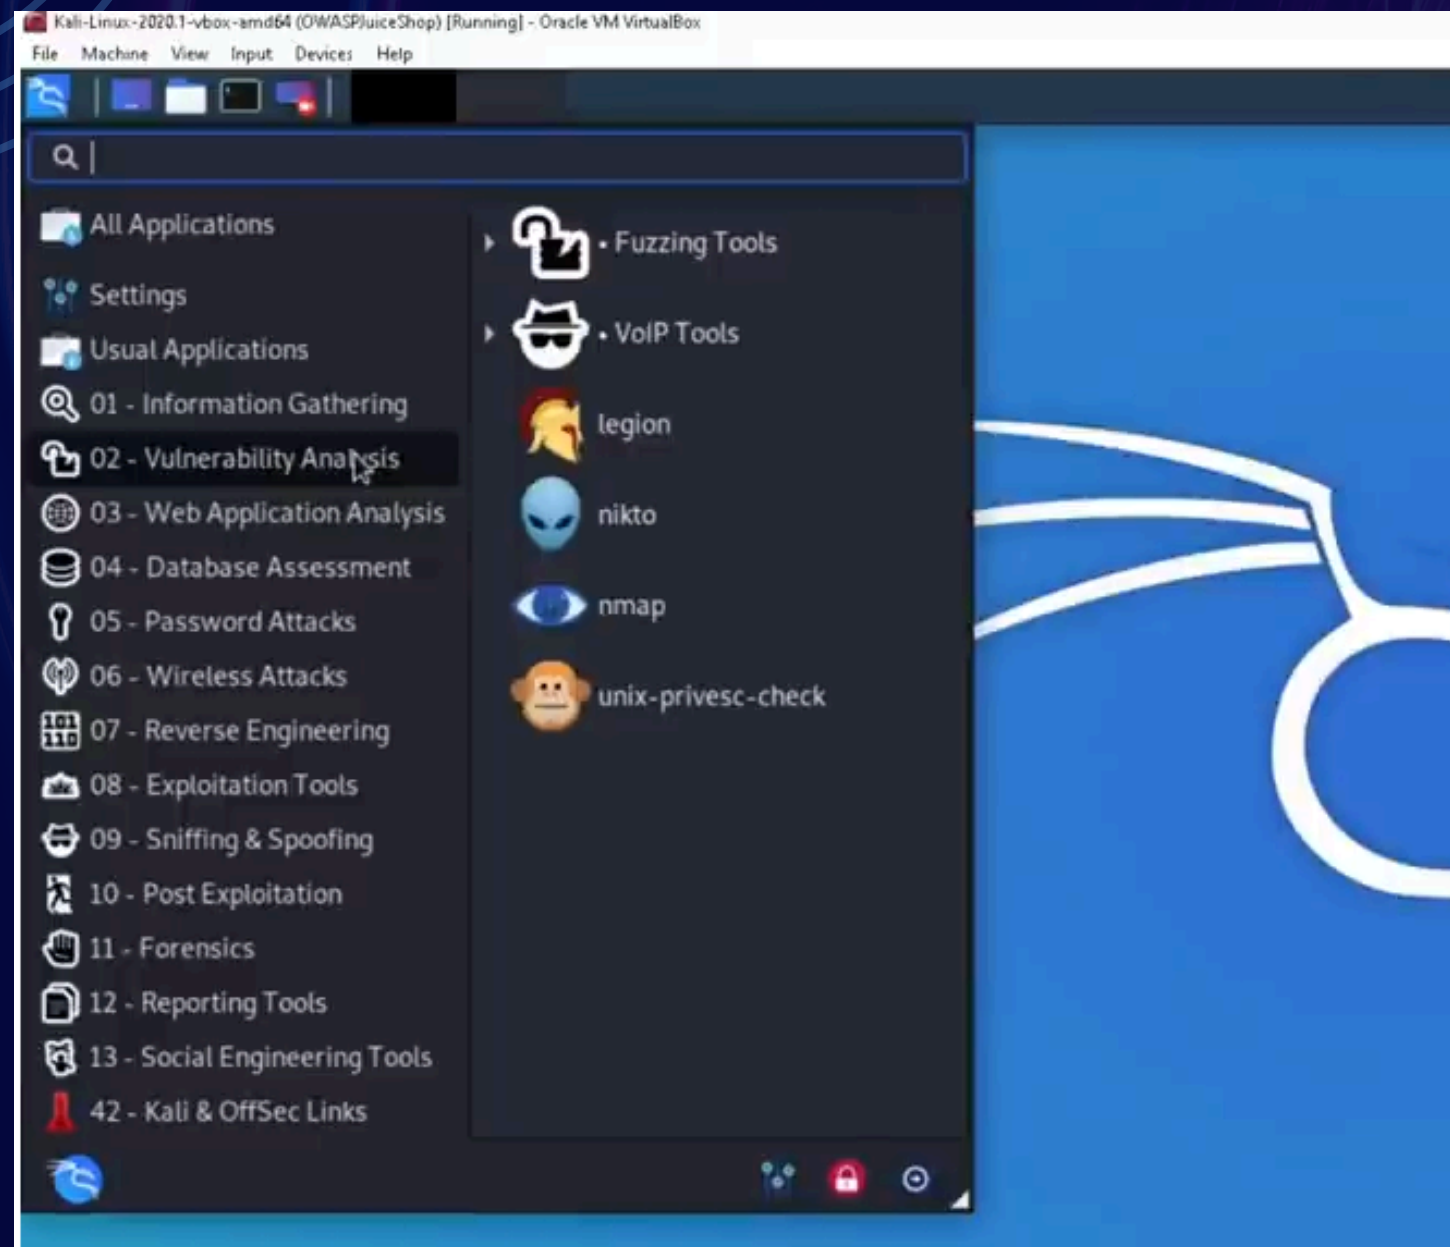 Kali-Linux-2020.1-vbox-amd64 (OWASPJuiceShop) [Running] - Oracle VM VirtualBox
File Machine View Input Devices Help
All Applications
Settings
Usual Applications
01 - Information Gathering
02 - Vulnerability Analysis
03 - Web Application Analysis
04 - Database Assessment
05 - Password Attacks
06 - Wireless Attacks
07 - Reverse Engineering
08 - Exploitation Tools
09 - Sniffing & Spoofing
10 - Post Exploitation
11 - Forensics
12 - Reporting Tools
13 - Social Engineering Tools
42 - Kali & OffSec Links
• Fuzzing Tools
• VoIP Tools
legion
nikto
nmap
unix-privesc-check